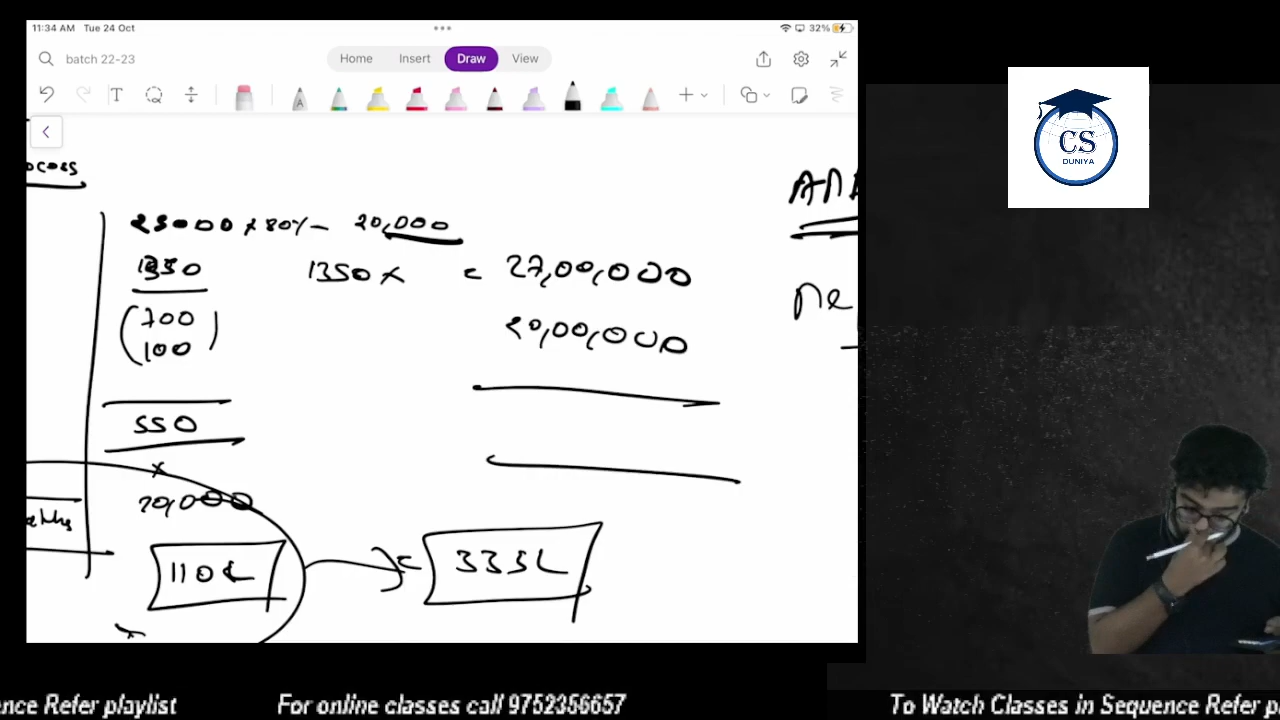 11:34 AM Tue 24 Oct
32%
batch 22-23
Home Insert Draw View
ocess
25000 x 80% - 20,000
1350
1350 x = 27,00,000
(700
100)
20,00,000
550
x
20,000
110L
= 333L
CS
DUNIYA
nce Refer playlist
For online classes call 9752356657
To Watch Classes in Sequence Refer p